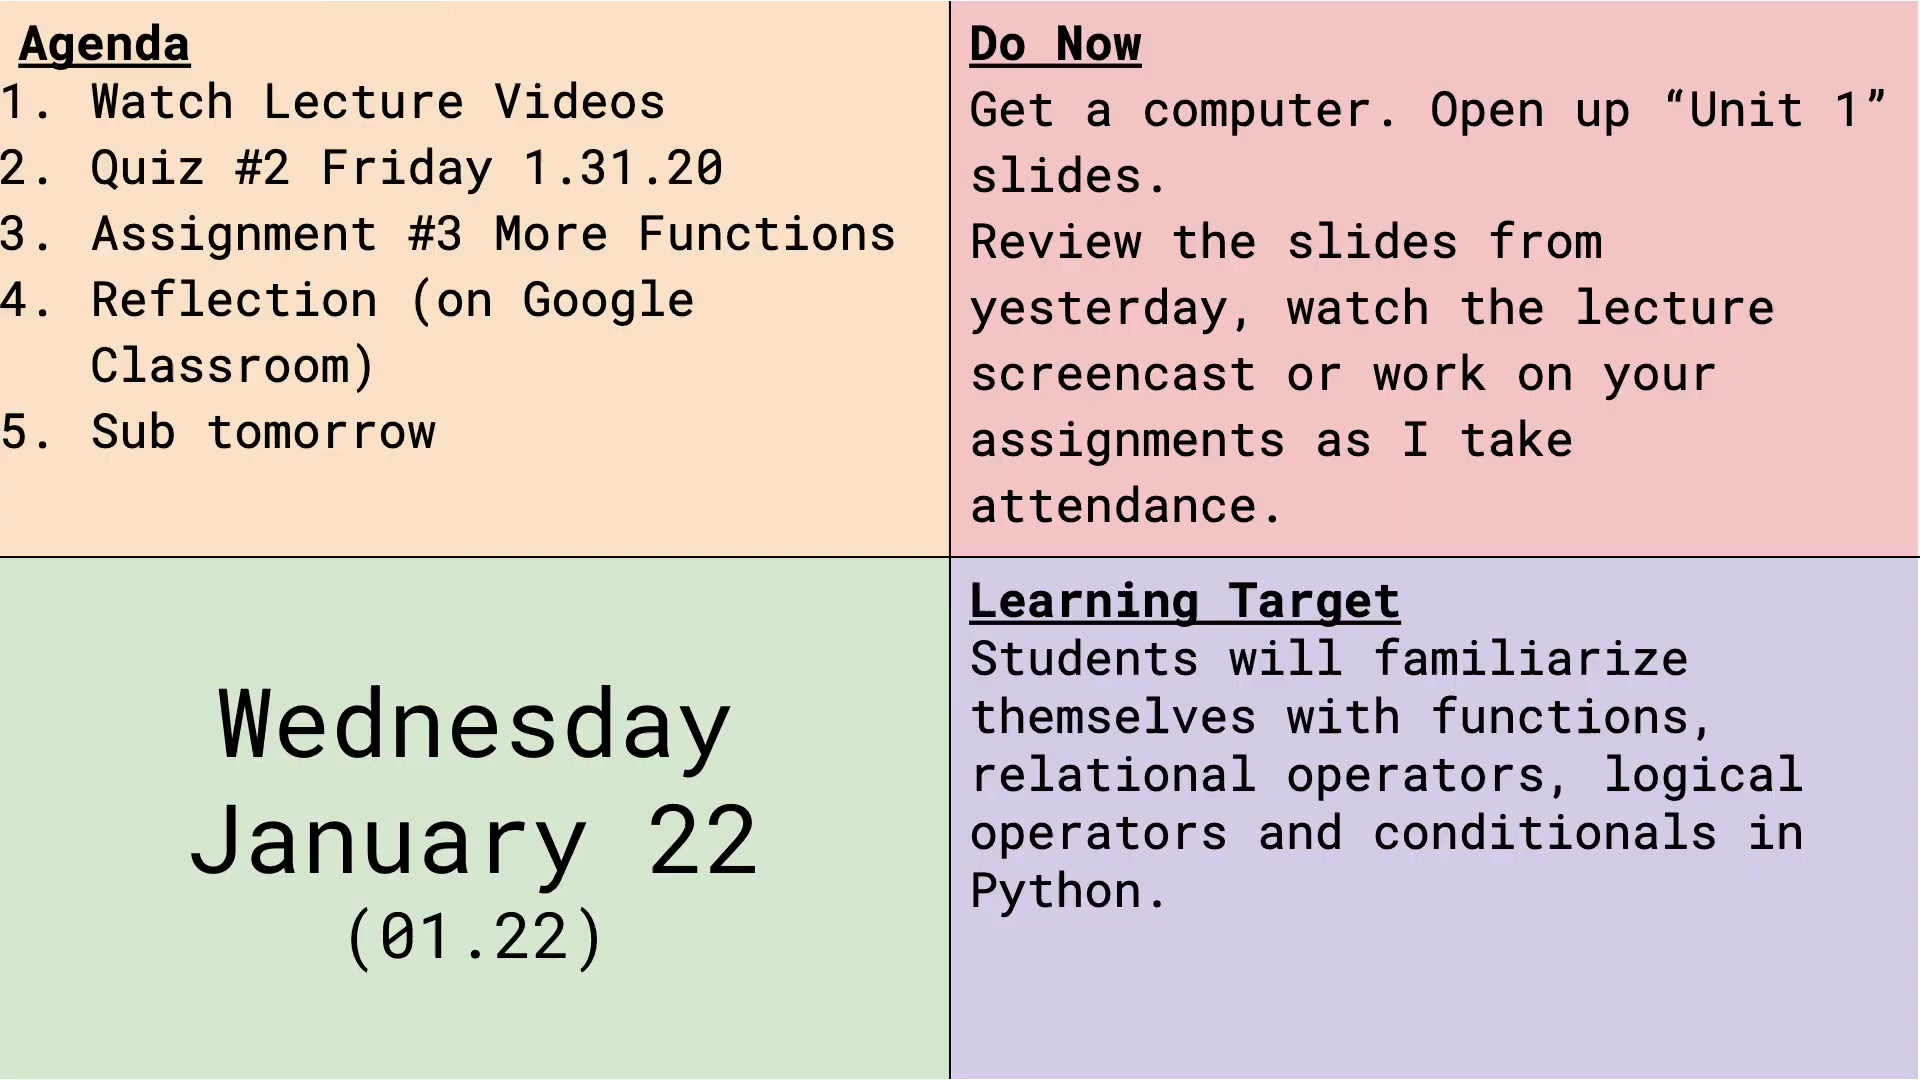 Agenda
1. Watch Lecture Videos
2. Quiz #2 Friday 1.31.20
3. Assignment #3 More Functions
4. Reflection (on Google
Classroom)
5. Sub tomorrow
Do Now
Get a computer. Open up “Unit 1”
slides.
Review the slides from
yesterday, watch the lecture
screencast or work on your
assignments as I take
attendance.
Wednesday
January 22
(01.22)
Learning Target
Students will familiarize
themselves with functions,
relational operators, logical
operators and conditionals in
Python.